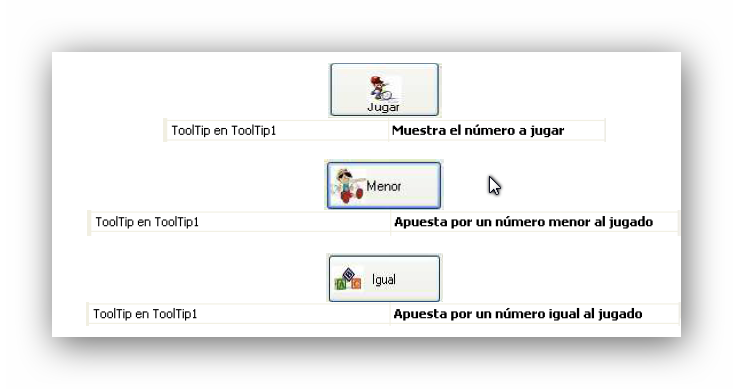 Jugar
ToolTip en ToolTip1 Muestra el número a jugar
Menor
ToolTip en ToolTip1 Apuesta por un número menor al jugado
Igual
ToolTip en ToolTip1 Apuesta por un número igual al jugado